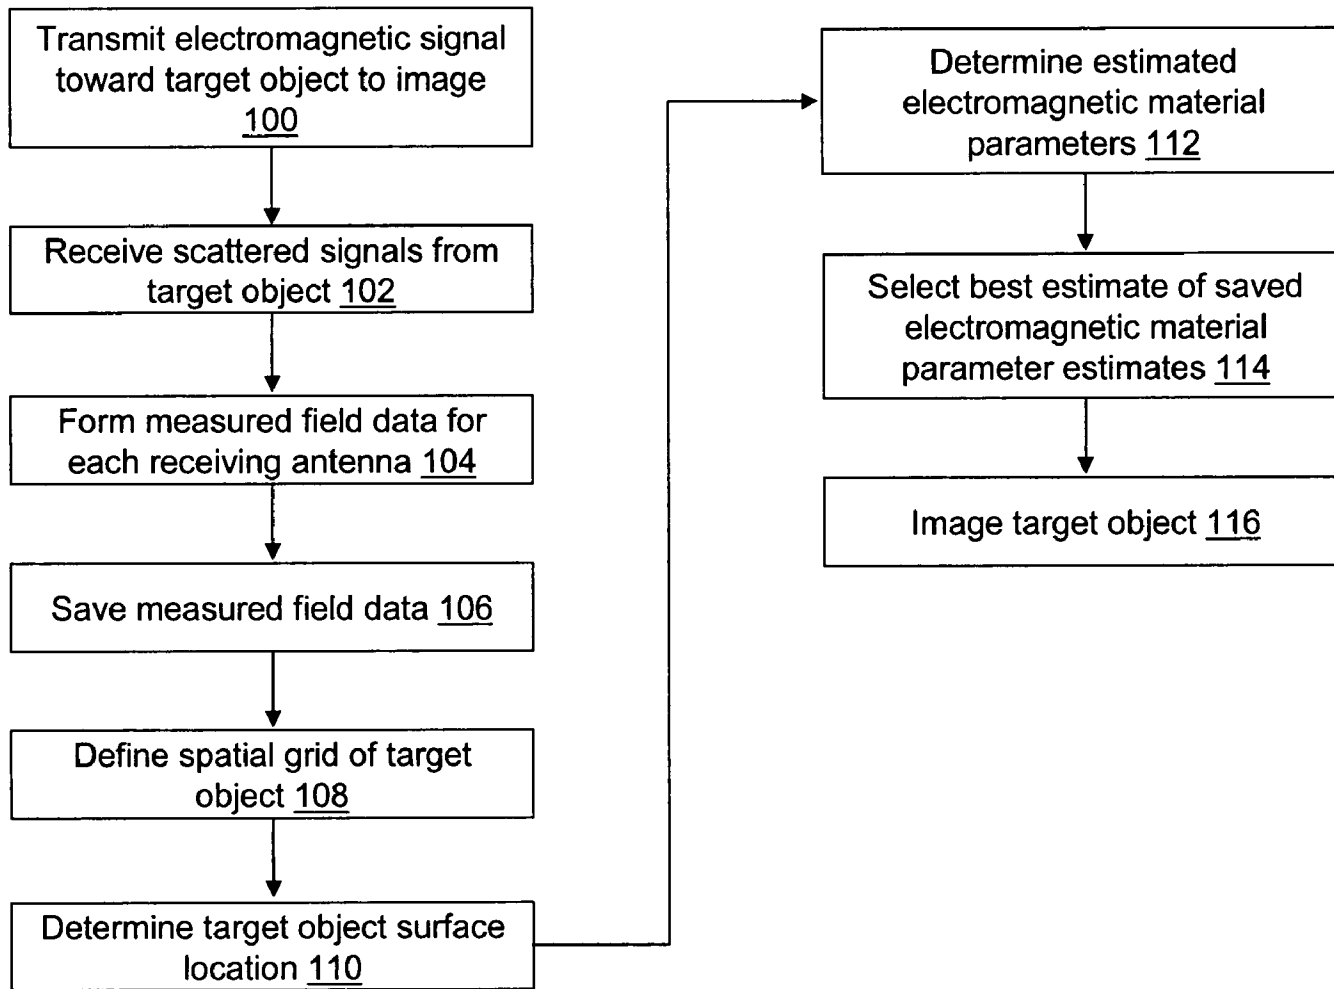 Transmit electromagnetic signal
toward target object to image
100
Receive scattered signals from
target object 102
Form measured field data for
each receiving antenna 104
Save measured field data 106
Define spatial grid of target
object 108
Determine target object surface
location 110
Determine estimated
electromagnetic material
parameters 112
Select best estimate of saved
electromagnetic material
parameter estimates 114
Image target object 116